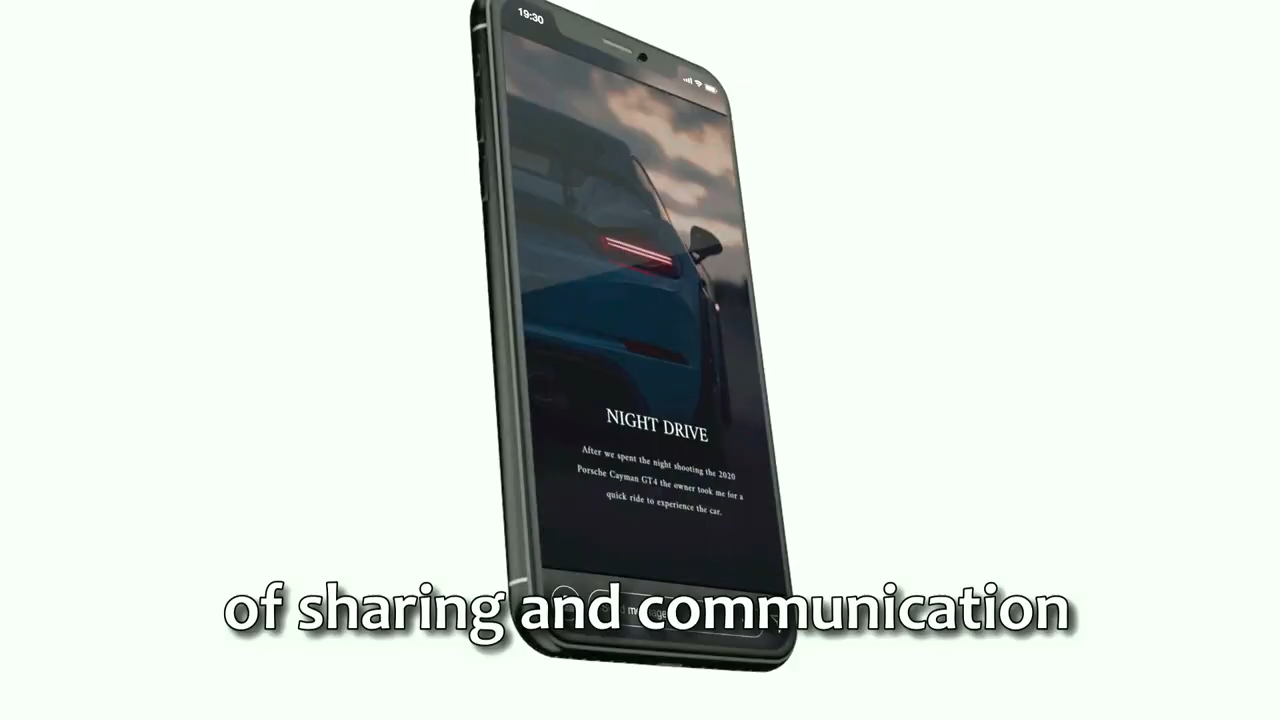 19:30
NIGHT DRIVE
After we spent the night shooting the 2020
Porsche Cayman GT4 the owner took me for a
quick ride to experience the car.
of sharing and communication